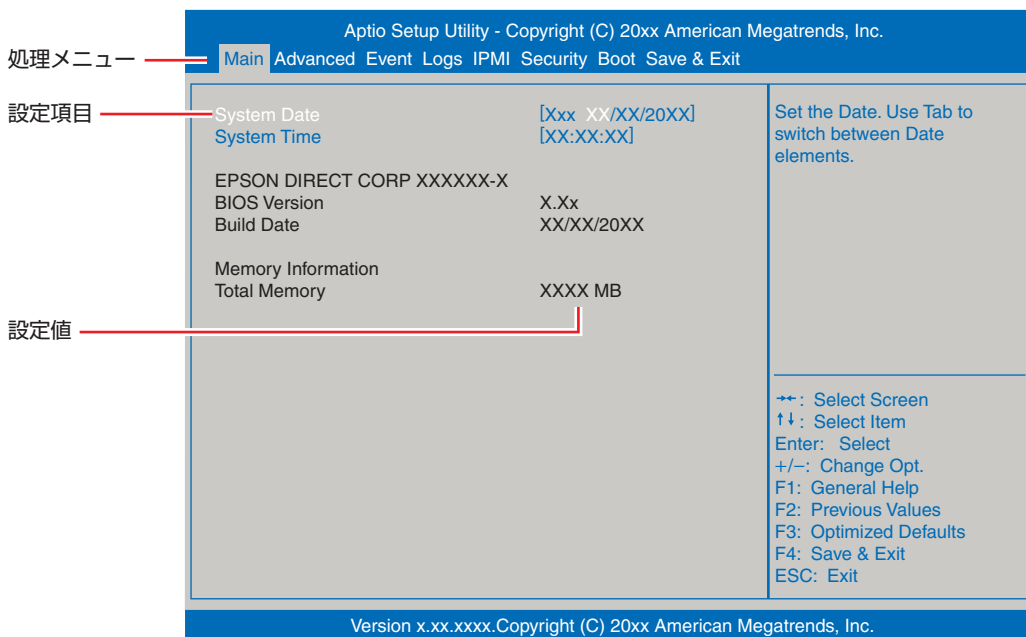 Aptio Setup Utility - Copyright (C) 20xx American Megatrends, Inc.
処理メニュー
Main Advanced Event Logs IPMI Security Boot Save & Exit
設定項目
System Date [Xxx XX/XX/20XX]
System Time [XX:XX:XX]
EPSON DIRECT CORP XXXXXX-X
BIOS Version X.Xx
Build Date XX/XX/20XX
Memory Information
Total Memory XXXX MB
設定値
Set the Date. Use Tab to
switch between Date
elements.
→←: Select Screen
↑↓: Select Item
Enter: Select
+/−: Change Opt.
F1: General Help
F2: Previous Values
F3: Optimized Defaults
F4: Save & Exit
ESC: Exit
Version x.xx.xxxx.Copyright (C) 20xx American Megatrends, Inc.